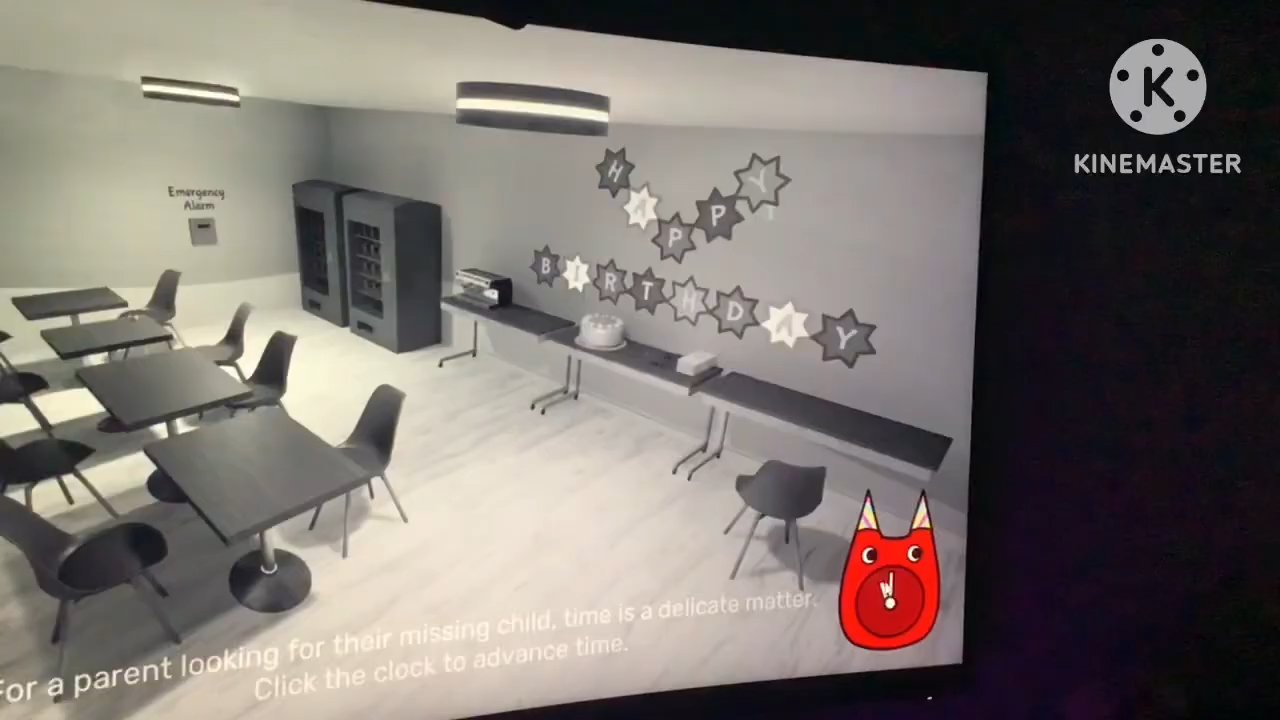 Emergency
Alarm
HAPPY
BIRTHDAY
For a parent looking for their missing child, time is a delicate matter.
Click the clock to advance time.
K
KINEMASTER